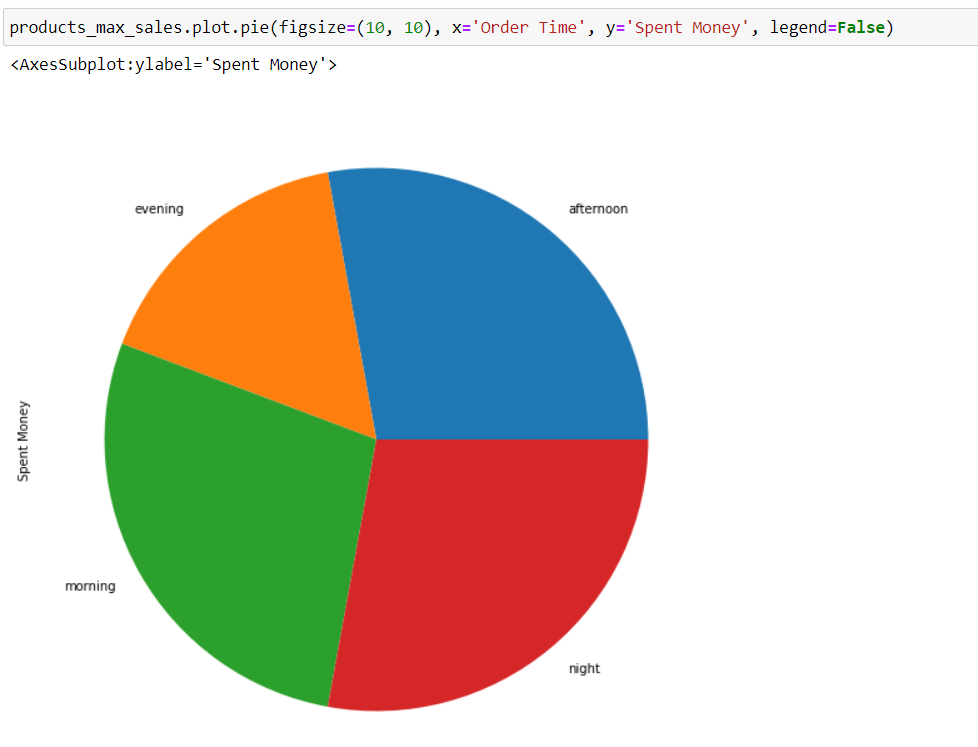 products_max_sales.plot.pie(figsize=(10, 10), x='Order Time', y='Spent Money', legend=False)
<AxesSubplot:ylabel='Spent Money'>
evening
afternoon
Spent Money
morning
night